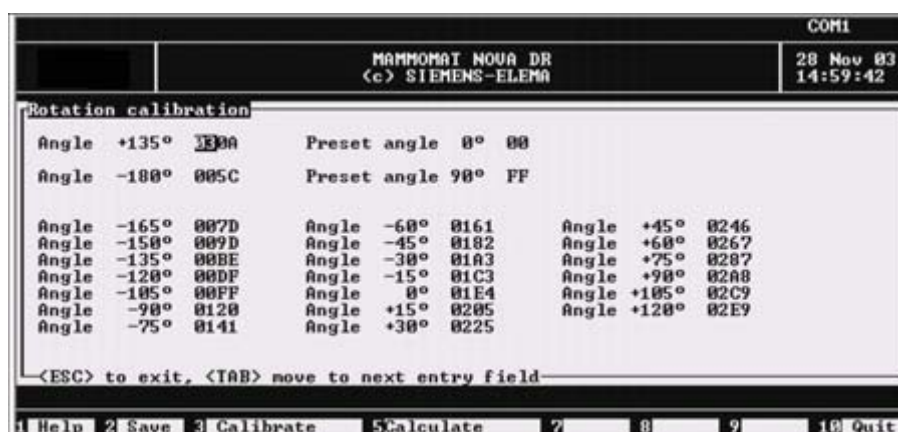 COM1
MAMMOMAT NOVA DR
(c) SIEMENS-ELEMA
28 Nov 03
14:59:42
Rotation calibration
Angle +135° 030A Preset angle 0° 00
Angle -180° 005C Preset angle 90° FF
Angle -165° 007D Angle -60° 0161 Angle +45° 0246
Angle -150° 009D Angle -45° 0182 Angle +60° 0267
Angle -135° 00BE Angle -30° 01A3 Angle +75° 0287
Angle -120° 00DF Angle -15° 01C3 Angle +90° 02A8
Angle -105° 00FF Angle 0° 01E4 Angle +105° 02C9
Angle -90° 0120 Angle +15° 0205 Angle +120° 02E9
Angle -75° 0141 Angle +30° 0225
<ESC> to exit, <TAB> move to next entry field
1 Help 2 Save 3 Calibrate 5Calculate 7 8 9 10 Quit